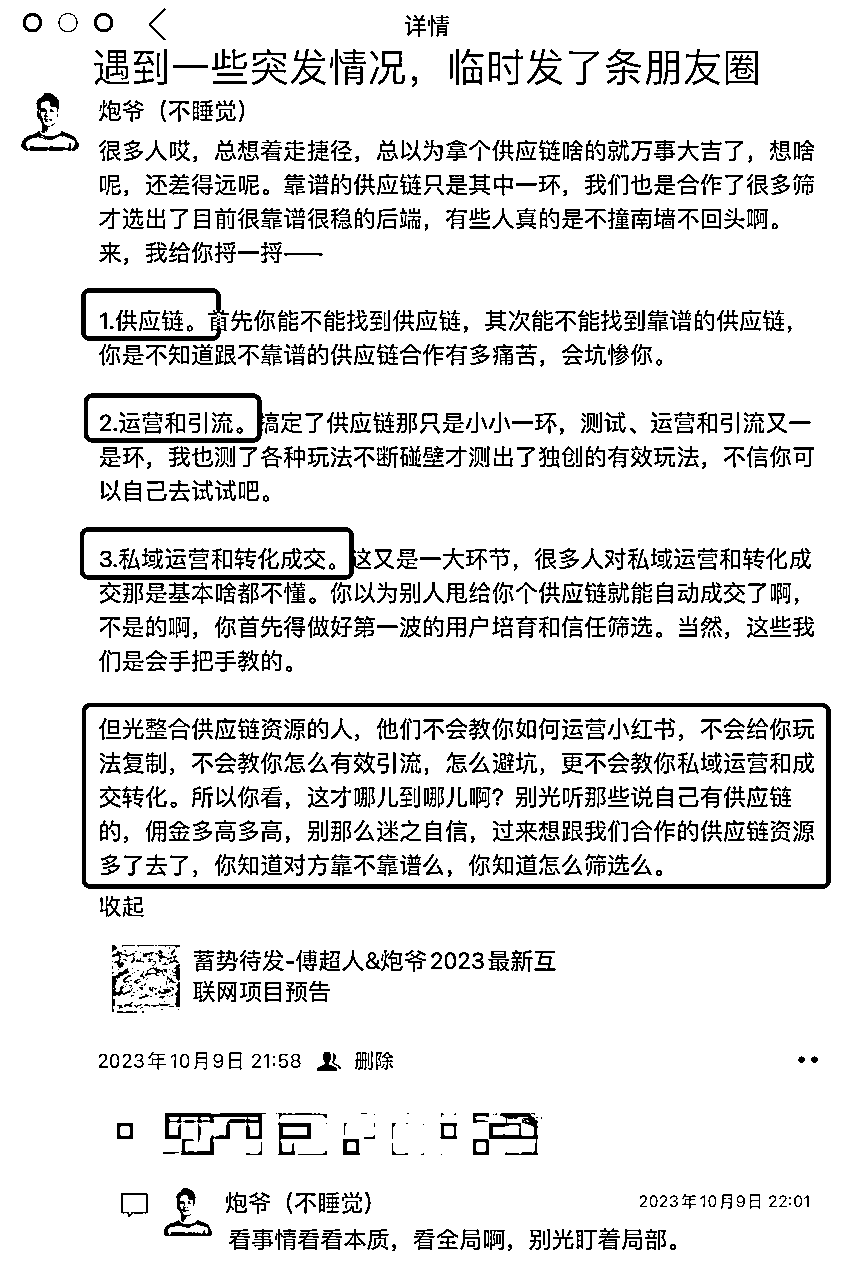 详情
遇到一些突发情况，临时发了条朋友圈
炮爷（不睡觉）
很多人哎，总想着走捷径，总以为拿个供应链啥的就万事大吉了，想啥
呢，还差得远呢。靠谱的供应链只是其中一环，我们也是合作了很多筛
才选出了目前很靠谱很稳的后端，有些人真的是不撞南墙不回头啊。
来，我给你捋一捋——
1.供应链。首先你能不能找到供应链，其次能不能找到靠谱的供应链，
你是不知道跟不靠谱的供应链合作有多痛苦，会坑惨你。
2.运营和引流。搞定了供应链那只是小小一环，测试、运营和引流又一
是环，我也测了各种玩法不断碰壁才测出了独创的有效玩法，不信你可
以自己去试试吧。
3.私域运营和转化成交。这又是一大环节，很多人对私域运营和转化成
交那是基本啥都不懂。你以为别人甩给你个供应链就能自动成交了啊，
不是的啊，你首先得做好第一波的用户培育和信任筛选。当然，这些我
们是会手把手教的。
但光整合供应链资源的人，他们不会教你如何运营小红书，不会给你玩
法复制，不会教你怎么有效引流，怎么避坑，更不会教你私域运营和成
交转化。所以你看，这才哪儿到哪儿啊？别光听那些说自己有供应链
的，佣金多高多高，别那么迷之自信，过来想跟我们合作的供应链资源
多了去了，你知道对方靠不靠谱么，你知道怎么筛选么。
收起
蓄势待发-傅超人&炮爷2023最新互
联网项目预告
2023年10月9日 21:58 删除
炮爷（不睡觉） 2023年10月9日 22:01
看事情看看本质，看全局啊，别光盯着局部。